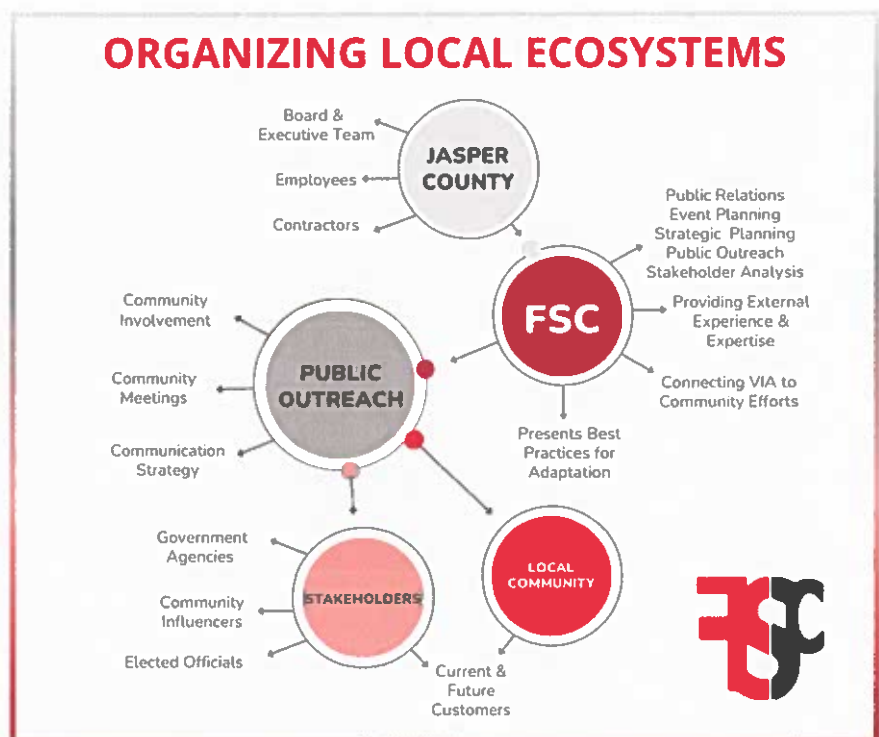 ORGANIZING LOCAL ECOSYSTEMS
Board &
Executive Team
Employees
Contractors
JASPER
COUNTY
Public Relations
Event Planning
Strategic Planning
Public Outreach
Stakeholder Analysis
FSC
Providing External
Experience &
Expertise
Connecting VIA to
Community Efforts
Presents Best
Practices for
Adaptation
Community
Involvement
Community
Meetings
Communication
Strategy
PUBLIC
OUTREACH
Government
Agencies
Community
Influencers
Elected Officials
STAKEHOLDERS
LOCAL
COMMUNITY
Current &
Future
Customers
FSC